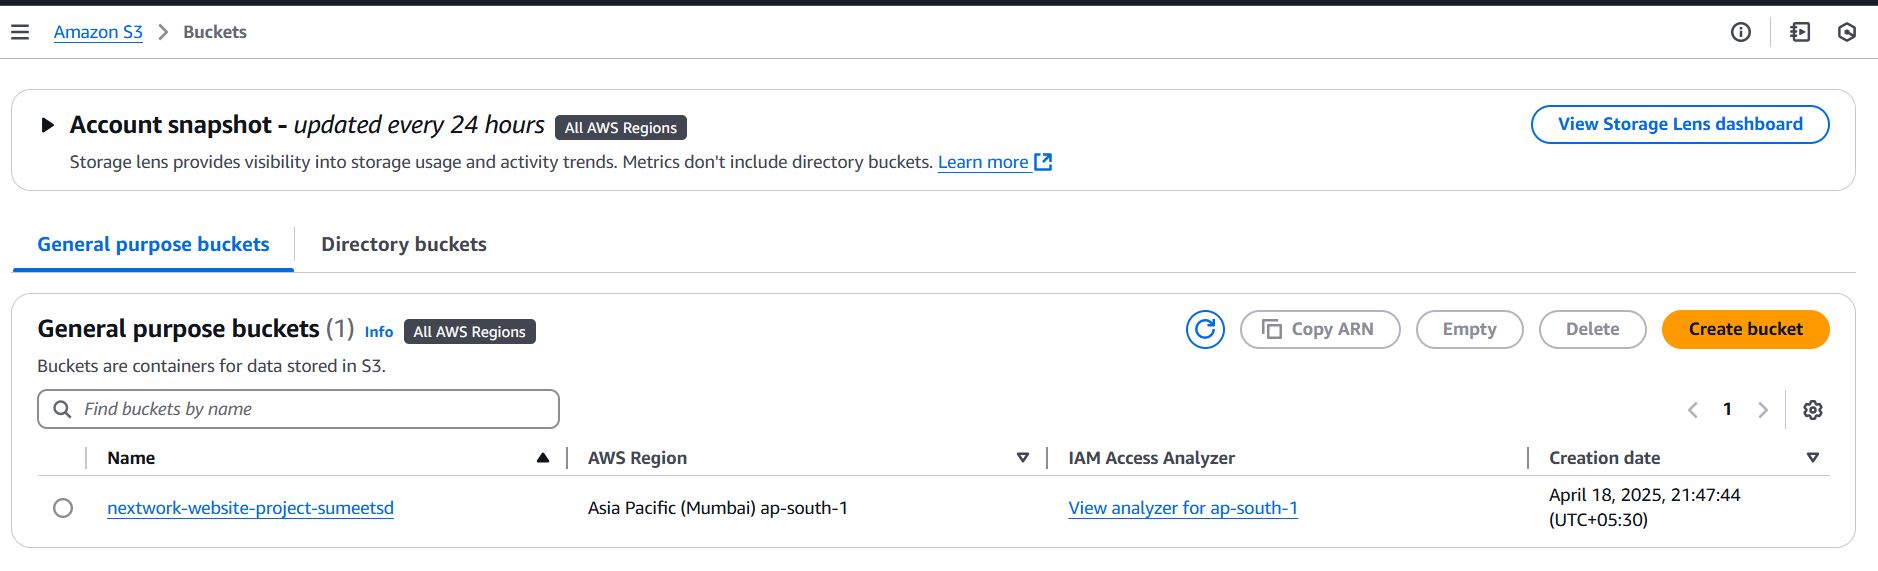 Amazon S3 > Buckets
Account snapshot - updated every 24 hours All AWS Regions
View Storage Lens dashboard
Storage lens provides visibility into storage usage and activity trends. Metrics don't include directory buckets. Learn more
General purpose buckets Directory buckets
General purpose buckets (1) Info All AWS Regions
Copy ARN Empty Delete Create bucket
Buckets are containers for data stored in S3.
Find buckets by name
1
Name AWS Region IAM Access Analyzer Creation date
nextwork-website-project-sumeetsd Asia Pacific (Mumbai) ap-south-1 View analyzer for ap-south-1 April 18, 2025, 21:47:44
(UTC+05:30)